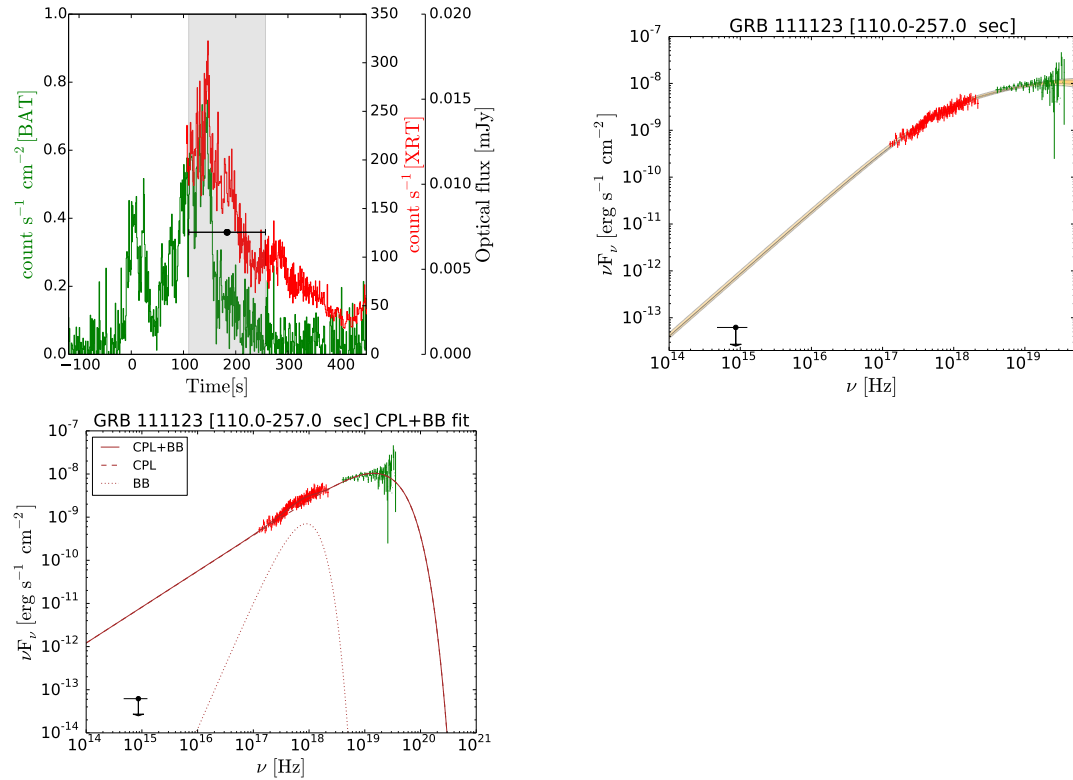 1.0
0.8
0.6
0.4
0.2
0.0
count s⁻¹ cm⁻² [BAT]
−100 0 100 200 300 400
Time[s]
350
300
250
200
150
100
50
0
count s⁻¹ [XRT]
0.020
0.015
0.010
0.005
0.000
Optical flux [mJy]
GRB 111123 [110.0-257.0 sec]
10⁻⁷
10⁻⁸
10⁻⁹
10⁻¹⁰
10⁻¹¹
10⁻¹²
10⁻¹³
νFν [erg s⁻¹ cm⁻²]
10¹⁴ 10¹⁵ 10¹⁶ 10¹⁷ 10¹⁸ 10¹⁹
ν [Hz]
GRB 111123 [110.0-257.0 sec] CPL+BB fit
CPL+BB
CPL
BB
10⁻⁷
10⁻⁸
10⁻⁹
10⁻¹⁰
10⁻¹¹
10⁻¹²
10⁻¹³
10⁻¹⁴
νFν [erg s⁻¹ cm⁻²]
10¹⁴ 10¹⁵ 10¹⁶ 10¹⁷ 10¹⁸ 10¹⁹ 10²⁰ 10²¹
ν [Hz]